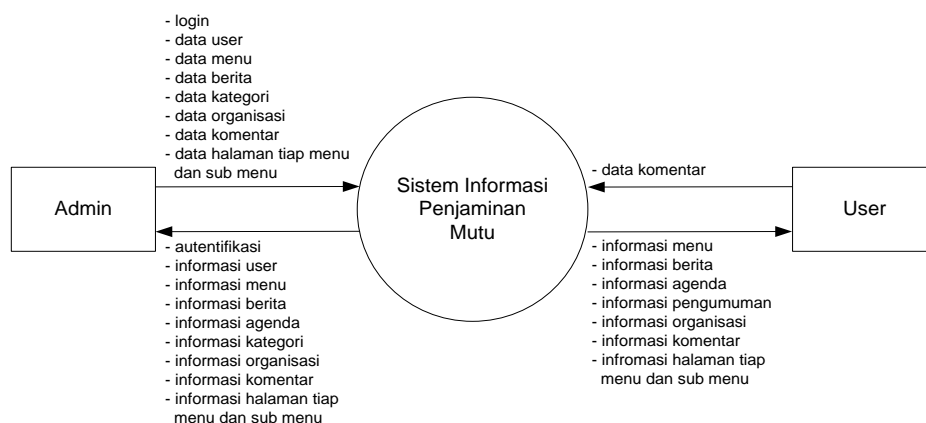 - login
- data user
- data menu
- data berita
- data kategori
- data organisasi
- data komentar
- data halaman tiap menu
dan sub menu
Admin
- autentifikasi
- informasi user
- informasi menu
- informasi berita
- informasi agenda
- informasi kategori
- informasi organisasi
- informasi komentar
- informasi halaman tiap
menu dan sub menu
Sistem Informasi
Penjaminan
Mutu
- data komentar
User
- informasi menu
- informasi berita
- informasi agenda
- informasi pengumuman
- informasi organisasi
- informasi komentar
- infromasi halaman tiap
menu dan sub menu